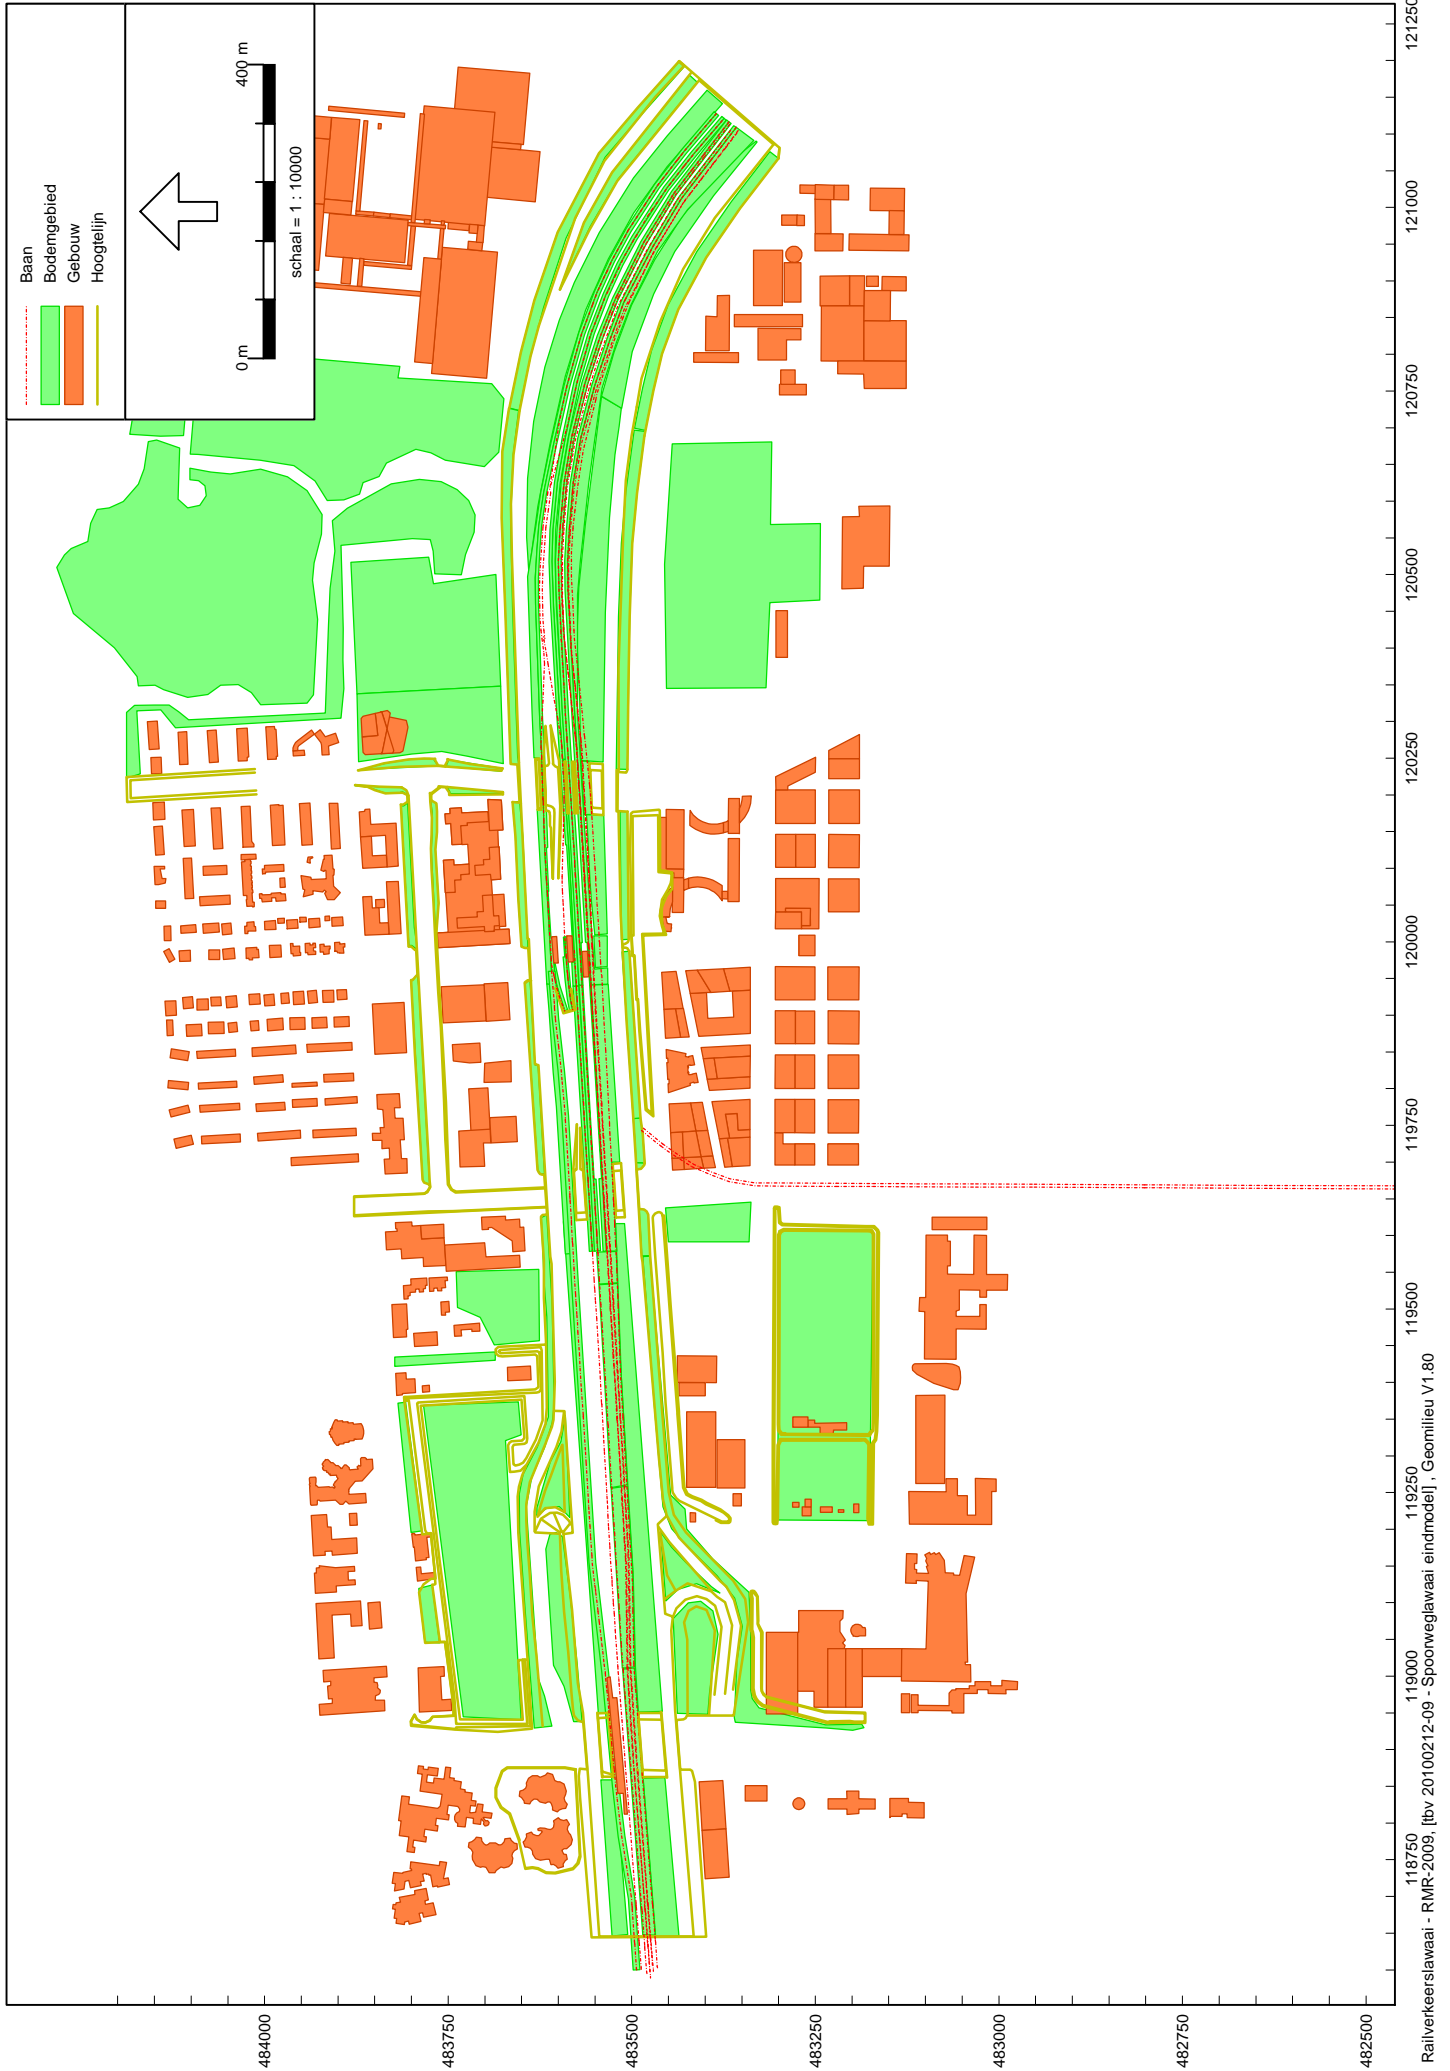 Baan
Bodemgebied
Gebouw
Hoogtelijn
0 m
400 m
schaal = 1 : 10000
484000
483750
483500
483250
483000
482750
482500
118750
119000
119250
119500
119750
120000
120250
120500
120750
121000
121250
Railverkeerslawaai - RMR-2009, [tbv 20100212-09 - Spoorweglawaai eindmodel] , Geomilieu V1.80